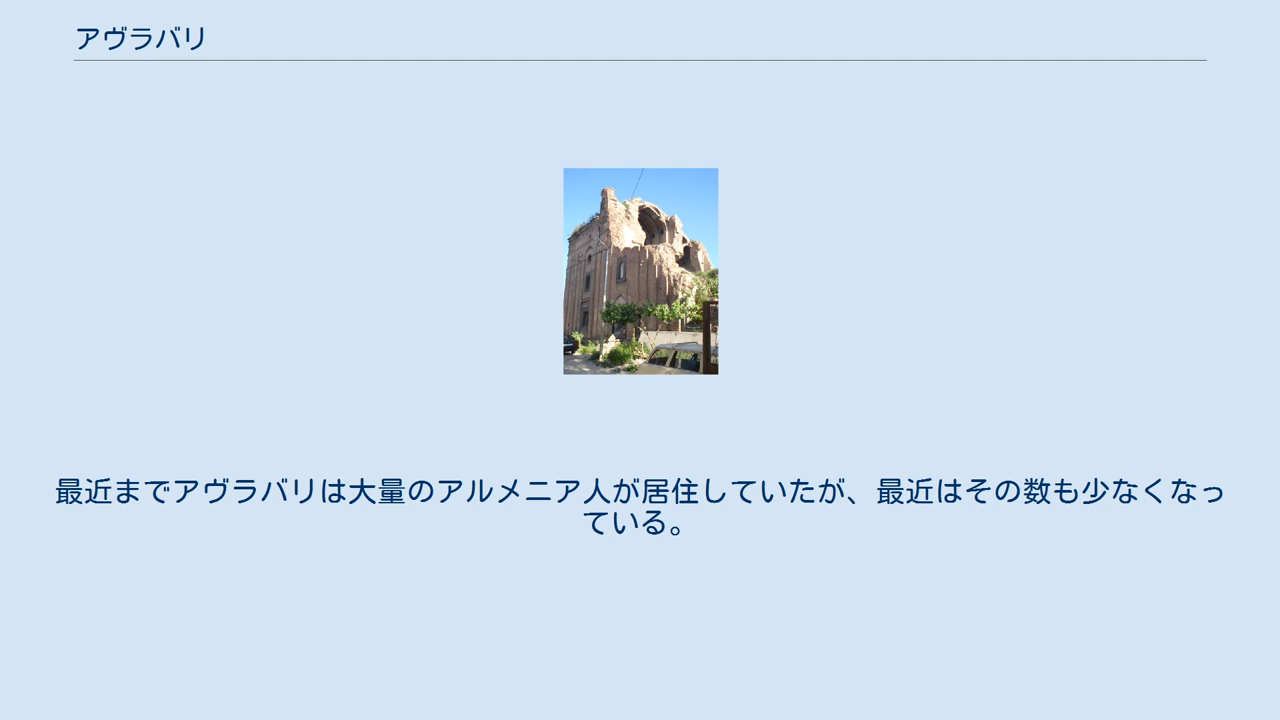 アヴラバリ
最近までアヴラバリは大量のアルメニア人が居住していたが、最近はその数も少なくなっ
ている。